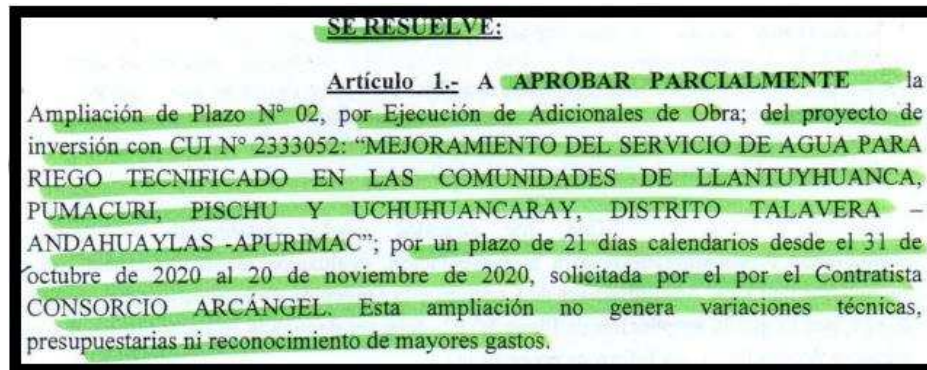 SE RESUELVE:
Artículo 1.- A APROBAR PARCIALMENTE la
Ampliación de Plazo Nº 02, por Ejecución de Adicionales de Obra; del proyecto de
inversión con CUI Nº 2333052: “MEJORAMIENTO DEL SERVICIO DE AGUA PARA
RIEGO TECNIFICADO EN LAS COMUNIDADES DE LLANTUYHUANCA,
PUMACURI, PISCHU Y UCHUHUANCARAY, DISTRITO TALAVERA –
ANDAHUAYLAS -APURIMAC”; por un plazo de 21 días calendarios desde el 31 de
octubre de 2020 al 20 de noviembre de 2020, solicitada por el por el Contratista
CONSORCIO ARCÁNGEL. Esta ampliación no genera variaciones técnicas,
presupuestarias ni reconocimiento de mayores gastos.